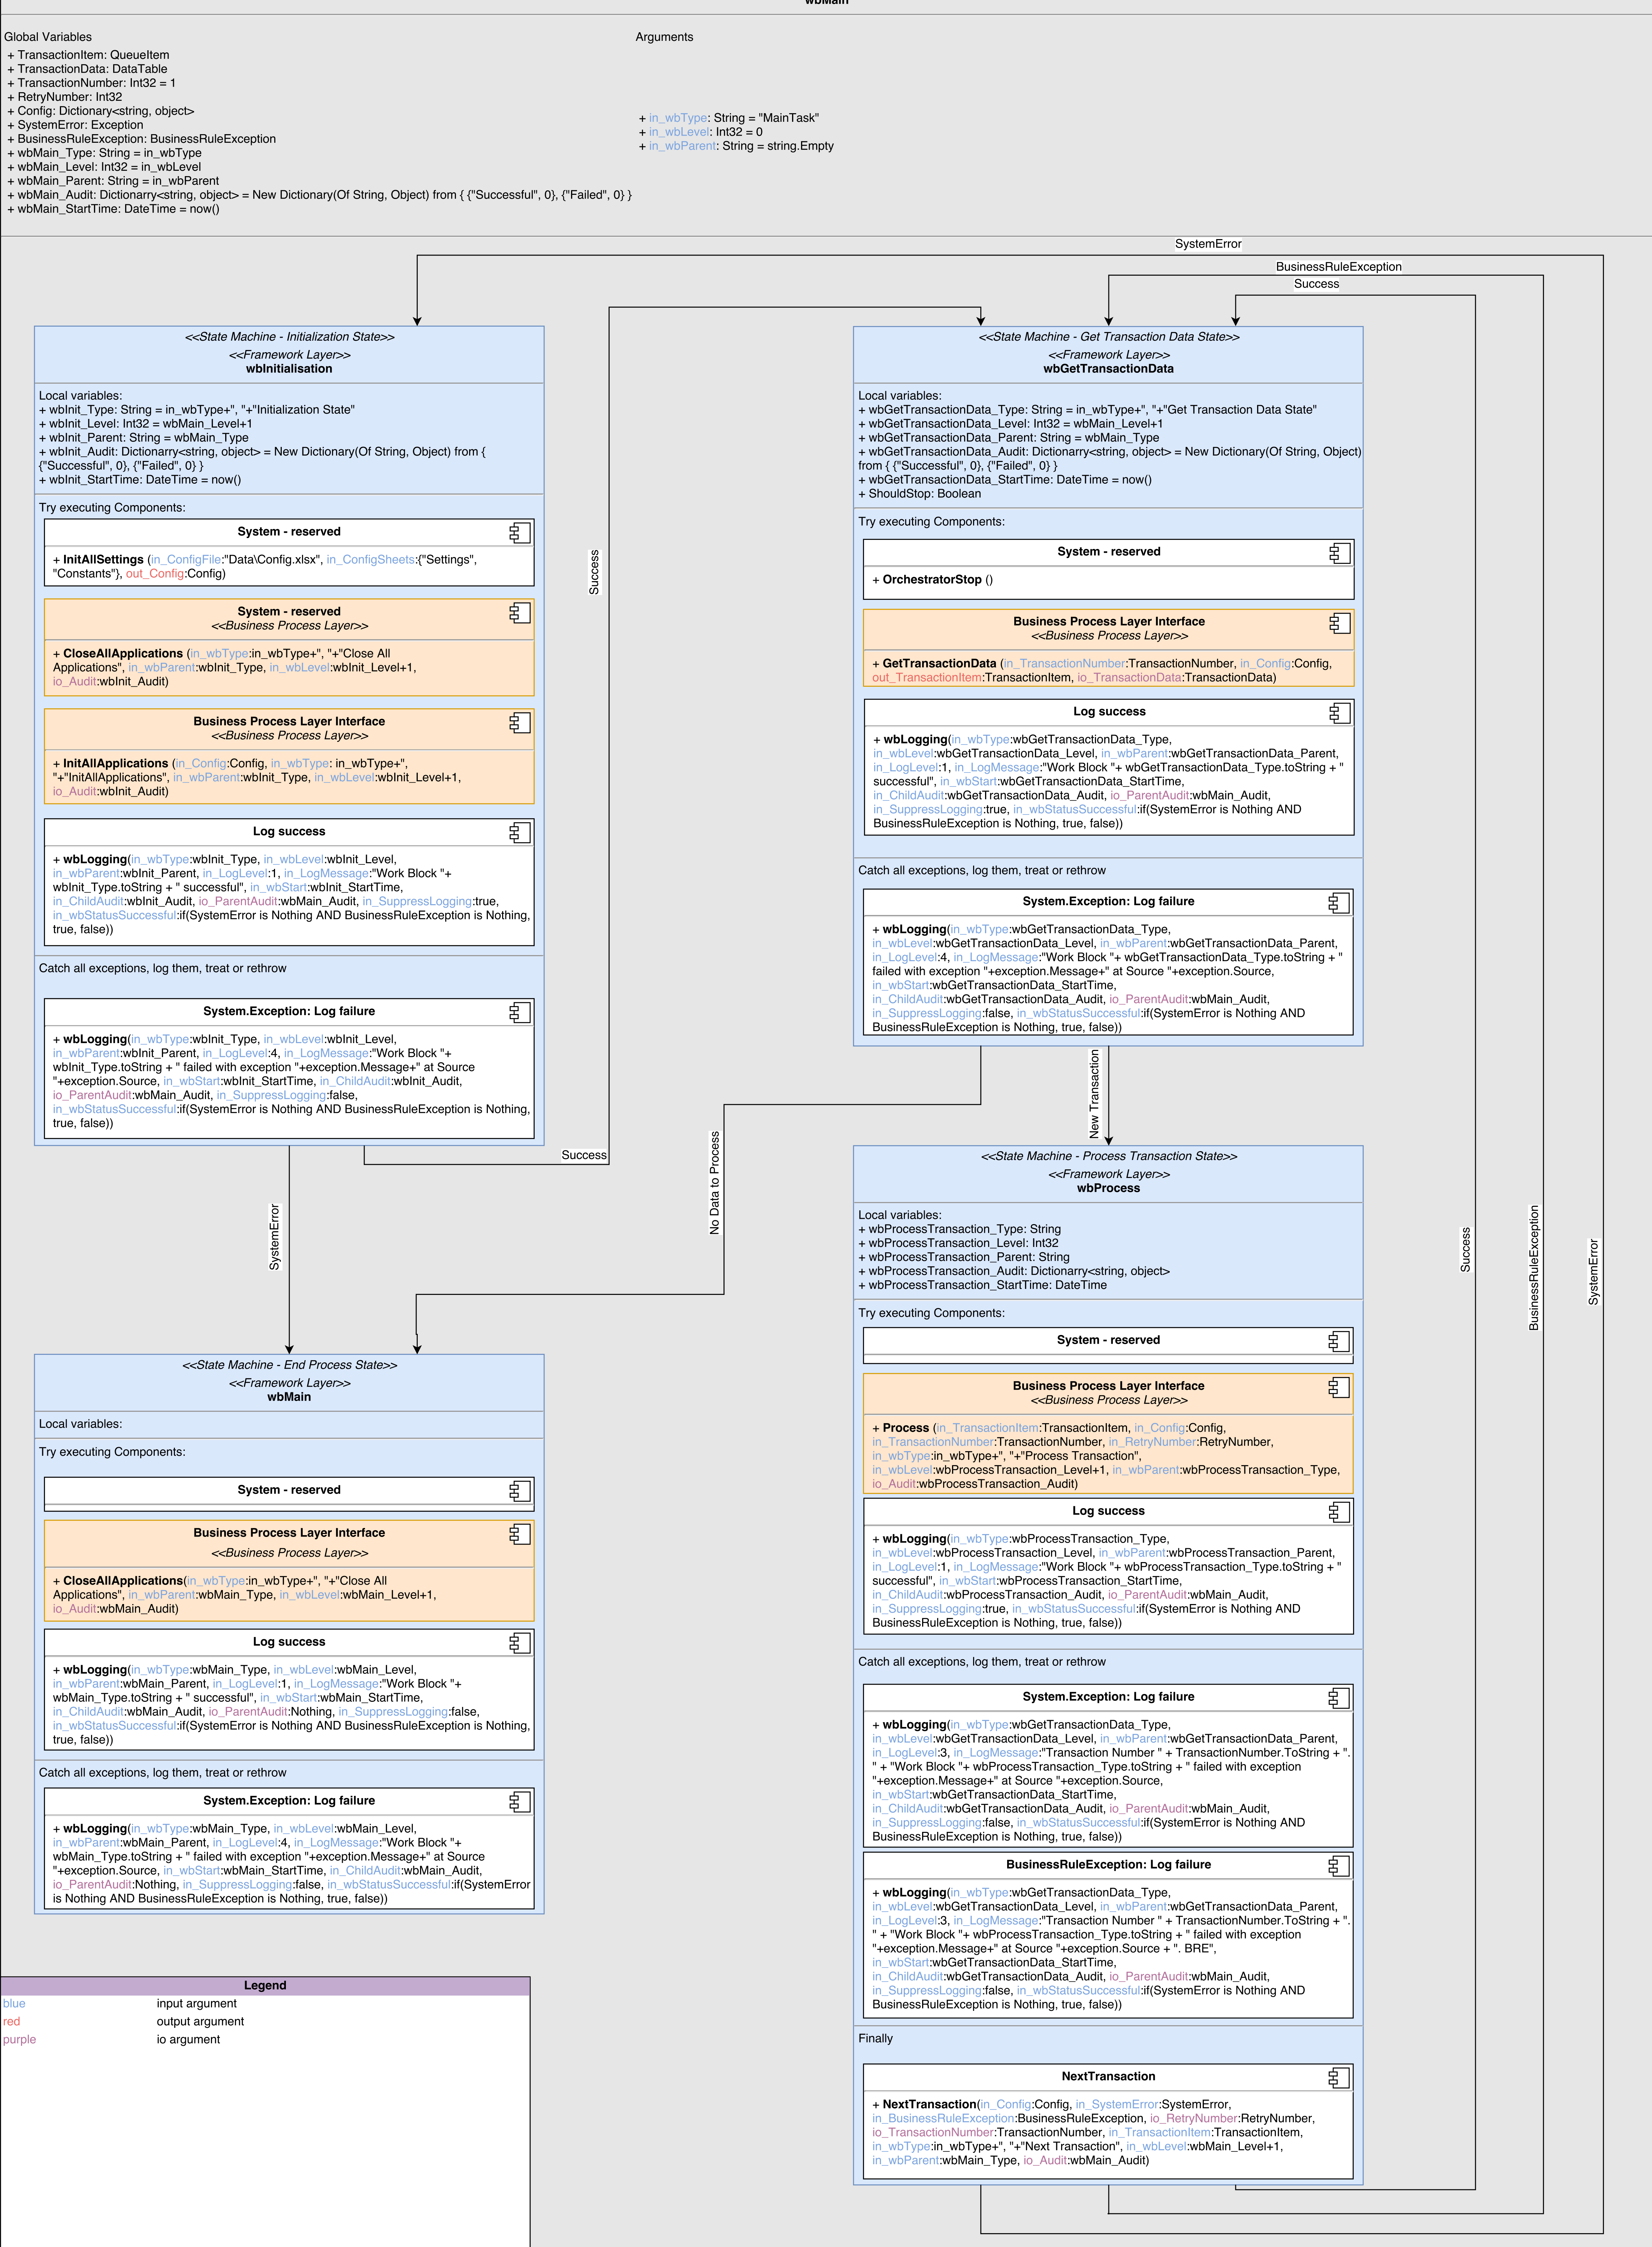 wbMain
Global Variables
+ TransactionItem: QueueItem
+ TransactionData: DataTable
+ TransactionNumber: Int32 = 1
+ RetryNumber: Int32
+ Config: Dictionary<string, object>
+ SystemError: Exception
+ BusinessRuleException: BusinessRuleException
+ wbMain_Type: String = in_wbType
+ wbMain_Level: Int32 = in_wbLevel
+ wbMain_Parent: String = in_wbParent
+ wbMain_Audit: Dictionarry<string, object> = New Dictionary(Of String, Object) from { {"Successful", 0}, {"Failed", 0} }
+ wbMain_StartTime: DateTime = now()
Arguments
+ in_wbType: String = "MainTask"
+ in_wbLevel: Int32 = 0
+ in_wbParent: String = string.Empty
SystemError
BusinessRuleException
Success
<<State Machine - Initialization State>>
<<Framework Layer>>
wbInitialisation
Local variables:
+ wbInit_Type: String = in_wbType+", "+"Initialization State"
+ wbInit_Level: Int32 = wbMain_Level+1
+ wbInit_Parent: String = wbMain_Type
+ wbInit_Audit: Dictionarry<string, object> = New Dictionary(Of String, Object) from {
{"Successful", 0}, {"Failed", 0} }
+ wbInit_StartTime: DateTime = now()
Try executing Components:
System - reserved
+ InitAllSettings (in_ConfigFile:"Data\Config.xlsx", in_ConfigSheets:{"Settings",
"Constants"}, out_Config:Config)
System - reserved
<<Business Process Layer>>
+ CloseAllApplications (in_wbType:in_wbType+", "+"Close All
Applications", in_wbParent:wbInit_Type, in_wbLevel:wbInit_Level+1,
io_Audit:wbInit_Audit)
Business Process Layer Interface
<<Business Process Layer>>
+ InitAllApplications (in_Config:Config, in_wbType: in_wbType+",
"+"InitAllApplications", in_wbParent:wbInit_Type, in_wbLevel:wbInit_Level+1,
io_Audit:wbInit_Audit)
Log success
+ wbLogging(in_wbType:wbInit_Type, in_wbLevel:wbInit_Level,
in_wbParent:wbInit_Parent, in_LogLevel:1, in_LogMessage:"Work Block "+
wbInit_Type.toString + " successful", in_wbStart:wbInit_StartTime,
in_ChildAudit:wbInit_Audit, io_ParentAudit:wbMain_Audit, in_SuppressLogging:true,
in_wbStatusSuccessful:if(SystemError is Nothing AND BusinessRuleException is Nothing,
true, false))
Catch all exceptions, log them, treat or rethrow
System.Exception: Log failure
+ wbLogging(in_wbType:wbInit_Type, in_wbLevel:wbInit_Level,
in_wbParent:wbInit_Parent, in_LogLevel:4, in_LogMessage:"Work Block "+
wbInit_Type.toString + " failed with exception "+exception.Message+" at Source
"+exception.Source, in_wbStart:wbInit_StartTime, in_ChildAudit:wbInit_Audit,
io_ParentAudit:wbMain_Audit, in_SuppressLogging:false,
in_wbStatusSuccessful:if(SystemError is Nothing AND BusinessRuleException is Nothing,
true, false))
Success
Success
SystemError
No Data to Process
<<State Machine - Get Transaction Data State>>
<<Framework Layer>>
wbGetTransactionData
Local variables:
+ wbGetTransactionData_Type: String = in_wbType+", "+"Get Transaction Data State"
+ wbGetTransactionData_Level: Int32 = wbMain_Level+1
+ wbGetTransactionData_Parent: String = wbMain_Type
+ wbGetTransactionData_Audit: Dictionarry<string, object> = New Dictionary(Of String, Object)
from { {"Successful", 0}, {"Failed", 0} }
+ wbGetTransactionData_StartTime: DateTime = now()
+ ShouldStop: Boolean
Try executing Components:
System - reserved
+ OrchestratorStop ()
Business Process Layer Interface
<<Business Process Layer>>
+ GetTransactionData (in_TransactionNumber:TransactionNumber, in_Config:Config,
out_TransactionItem:TransactionItem, io_TransactionData:TransactionData)
Log success
+ wbLogging(in_wbType:wbGetTransactionData_Type,
in_wbLevel:wbGetTransactionData_Level, in_wbParent:wbGetTransactionData_Parent,
in_LogLevel:1, in_LogMessage:"Work Block "+ wbGetTransactionData_Type.toString + "
successful", in_wbStart:wbGetTransactionData_StartTime,
in_ChildAudit:wbGetTransactionData_Audit, io_ParentAudit:wbMain_Audit,
in_SuppressLogging:true, in_wbStatusSuccessful:if(SystemError is Nothing AND
BusinessRuleException is Nothing, true, false))
Catch all exceptions, log them, treat or rethrow
System.Exception: Log failure
+ wbLogging(in_wbType:wbGetTransactionData_Type,
in_wbLevel:wbGetTransactionData_Level, in_wbParent:wbGetTransactionData_Parent,
in_LogLevel:4, in_LogMessage:"Work Block "+ wbGetTransactionData_Type.toString + "
failed with exception "+exception.Message+" at Source "+exception.Source,
in_wbStart:wbGetTransactionData_StartTime,
in_ChildAudit:wbGetTransactionData_Audit, io_ParentAudit:wbMain_Audit,
in_SuppressLogging:false, in_wbStatusSuccessful:if(SystemError is Nothing AND
BusinessRuleException is Nothing, true, false))
New Transaction
<<State Machine - End Process State>>
<<Framework Layer>>
wbMain
Local variables:
Try executing Components:
System - reserved
Business Process Layer Interface
<<Business Process Layer>>
+ CloseAllApplications(in_wbType:in_wbType+", "+"Close All
Applications", in_wbParent:wbMain_Type, in_wbLevel:wbMain_Level+1,
io_Audit:wbMain_Audit)
Log success
+ wbLogging(in_wbType:wbMain_Type, in_wbLevel:wbMain_Level,
in_wbParent:wbMain_Parent, in_LogLevel:1, in_LogMessage:"Work Block "+
wbMain_Type.toString + " successful", in_wbStart:wbMain_StartTime,
in_ChildAudit:wbMain_Audit, io_ParentAudit:Nothing, in_SuppressLogging:false,
in_wbStatusSuccessful:if(SystemError is Nothing AND BusinessRuleException is Nothing,
true, false))
Catch all exceptions, log them, treat or rethrow
System.Exception: Log failure
+ wbLogging(in_wbType:wbMain_Type, in_wbLevel:wbMain_Level,
in_wbParent:wbMain_Parent, in_LogLevel:4, in_LogMessage:"Work Block "+
wbMain_Type.toString + " failed with exception "+exception.Message+" at Source
"+exception.Source, in_wbStart:wbMain_StartTime, in_ChildAudit:wbMain_Audit,
io_ParentAudit:Nothing, in_SuppressLogging:false, in_wbStatusSuccessful:if(SystemError
is Nothing AND BusinessRuleException is Nothing, true, false))
<<State Machine - Process Transaction State>>
<<Framework Layer>>
wbProcess
Local variables:
+ wbProcessTransaction_Type: String
+ wbProcessTransaction_Level: Int32
+ wbProcessTransaction_Parent: String
+ wbProcessTransaction_Audit: Dictionarry<string, object>
+ wbProcessTransaction_StartTime: DateTime
Try executing Components:
System - reserved
Business Process Layer Interface
<<Business Process Layer>>
+ Process (in_TransactionItem:TransactionItem, in_Config:Config,
in_TransactionNumber:TransactionNumber, in_RetryNumber:RetryNumber,
in_wbType:in_wbType+", "+"Process Transaction",
in_wbLevel:wbProcessTransaction_Level+1, in_wbParent:wbProcessTransaction_Type,
io_Audit:wbProcessTransaction_Audit)
Log success
+ wbLogging(in_wbType:wbProcessTransaction_Type,
in_wbLevel:wbProcessTransaction_Level, in_wbParent:wbProcessTransaction_Parent,
in_LogLevel:1, in_LogMessage:"Work Block "+ wbProcessTransaction_Type.toString + "
successful", in_wbStart:wbProcessTransaction_StartTime,
in_ChildAudit:wbProcessTransaction_Audit, io_ParentAudit:wbMain_Audit,
in_SuppressLogging:true, in_wbStatusSuccessful:if(SystemError is Nothing AND
BusinessRuleException is Nothing, true, false))
Catch all exceptions, log them, treat or rethrow
System.Exception: Log failure
+ wbLogging(in_wbType:wbGetTransactionData_Type,
in_wbLevel:wbGetTransactionData_Level, in_wbParent:wbGetTransactionData_Parent,
in_LogLevel:3, in_LogMessage:"Transaction Number " + TransactionNumber.ToString + ".
" + "Work Block "+ wbProcessTransaction_Type.toString + " failed with exception
"+exception.Message+" at Source "+exception.Source,
in_wbStart:wbGetTransactionData_StartTime,
in_ChildAudit:wbGetTransactionData_Audit, io_ParentAudit:wbMain_Audit,
in_SuppressLogging:false, in_wbStatusSuccessful:if(SystemError is Nothing AND
BusinessRuleException is Nothing, true, false))
BusinessRuleException: Log failure
+ wbLogging(in_wbType:wbGetTransactionData_Type,
in_wbLevel:wbGetTransactionData_Level, in_wbParent:wbGetTransactionData_Parent,
in_LogLevel:3, in_LogMessage:"Transaction Number " + TransactionNumber.ToString + ".
" + "Work Block "+ wbProcessTransaction_Type.toString + " failed with exception
"+exception.Message+" at Source "+exception.Source + ". BRE",
in_wbStart:wbGetTransactionData_StartTime,
in_ChildAudit:wbGetTransactionData_Audit, io_ParentAudit:wbMain_Audit,
in_SuppressLogging:false, in_wbStatusSuccessful:if(SystemError is Nothing AND
BusinessRuleException is Nothing, true, false))
Finally
NextTransaction
+ NextTransaction(in_Config:Config, in_SystemError:SystemError,
in_BusinessRuleException:BusinessRuleException, io_RetryNumber:RetryNumber,
io_TransactionNumber:TransactionNumber, in_TransactionItem:TransactionItem,
in_wbType:in_wbType+", "+"Next Transaction", in_wbLevel:wbMain_Level+1,
in_wbParent:wbMain_Type, io_Audit:wbMain_Audit)
Success
BusinessRuleException
SystemError
Legend
blue input argument
red output argument
purple io argument